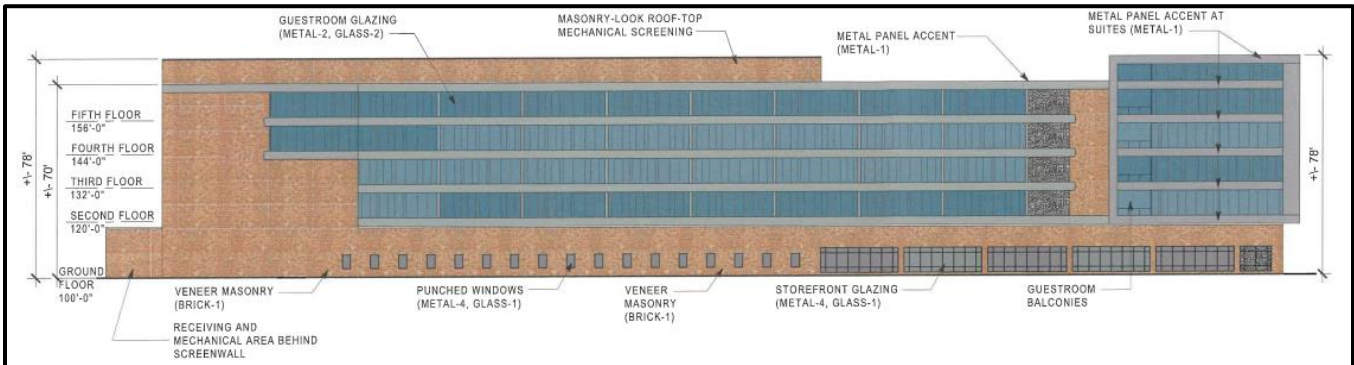 GUESTROOM GLAZING
(METAL-2, GLASS-2)
MASONRY-LOOK ROOF-TOP
MECHANICAL SCREENING
METAL PANEL ACCENT
(METAL-1)
METAL PANEL ACCENT AT
SUITES (METAL-1)
+\- 78'
+\- 70'
FIFTH FLOOR
156'-0"
FOURTH FLOOR
144'-0"
THIRD FLOOR
132'-0"
SECOND FLOOR
120'-0"
GROUND
FLOOR
100'-0"
+\- 78'
VENEER MASONRY
(BRICK-1)
PUNCHED WINDOWS
(METAL-4, GLASS-1)
VENEER
MASONRY
(BRICK-1)
STOREFRONT GLAZING
(METAL-4, GLASS-1)
GUESTROOM
BALCONIES
RECEIVING AND
MECHANICAL AREA BEHIND
SCREENWALL